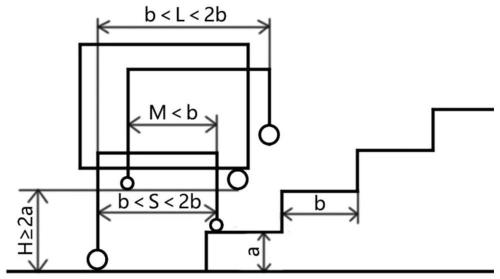 b < L < 2b
M < b
b < S < 2b
H≥2a
b
a